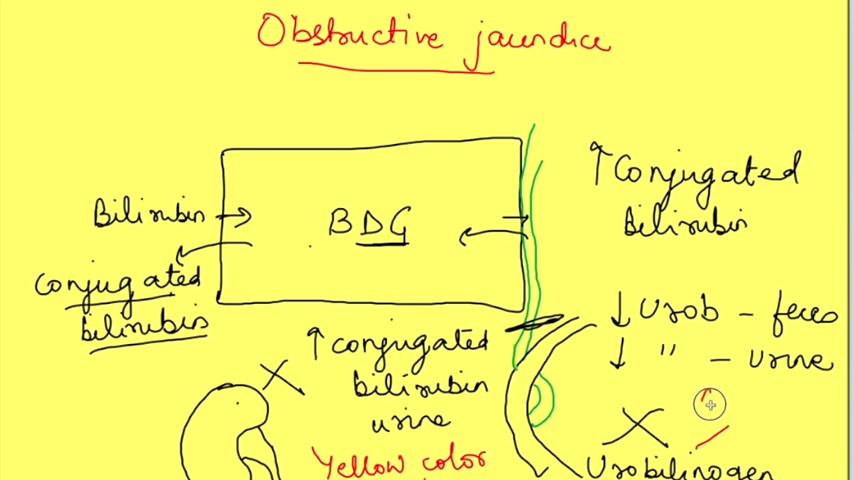 Obstructive jaundice
↑ Conjugated
bilirubin
Bilirubin →
BDG
Conjugated
bilirubin
↓ Urob - feces
↓ " - urine
↑ conjugated
bilirubin
urine
Yellow color
Urobilinogen